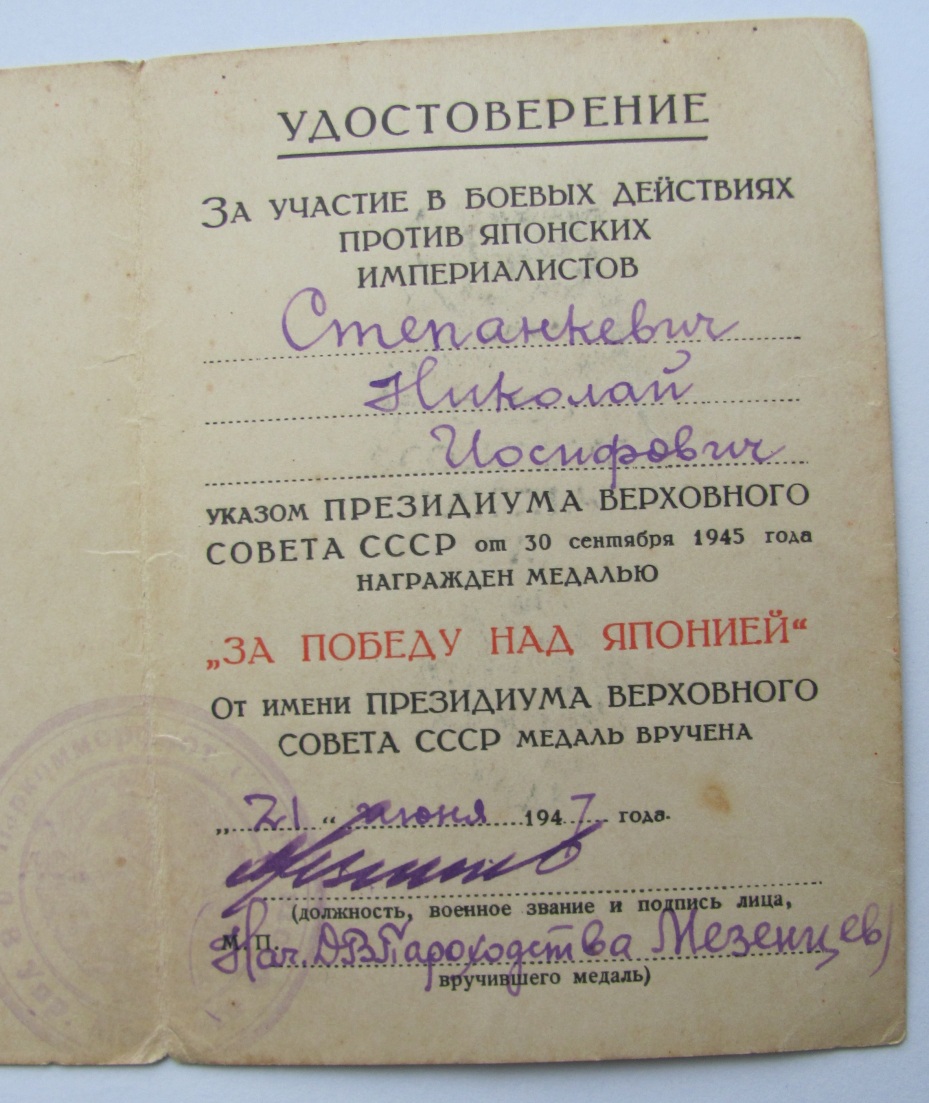 УДОСТОВЕРЕНИЕ
ЗА УЧАСТИЕ В БОЕВЫХ ДЕЙСТВИЯХ
ПРОТИВ ЯПОНСКИХ
ИМПЕРИАЛИСТОВ
Степанкевич
Николай
Иосифович
УКАЗОМ ПРЕЗИДИУМА ВЕРХОВНОГО
СОВЕТА СССР от 30 сентября 1945 года
НАГРАЖДЕН МЕДАЛЬЮ
„ЗА ПОБЕДУ НАД ЯПОНИЕЙ“
ОТ ИМЕНИ ПРЕЗИДИУМА ВЕРХОВНОГО
СОВЕТА СССР МЕДАЛЬ ВРУЧЕНА
„21“ июня 1947 года.
(должность, военное звание и подпись лица,
М. П.
Нач. ДВПароходства Мезенцев)
вручившего медаль)